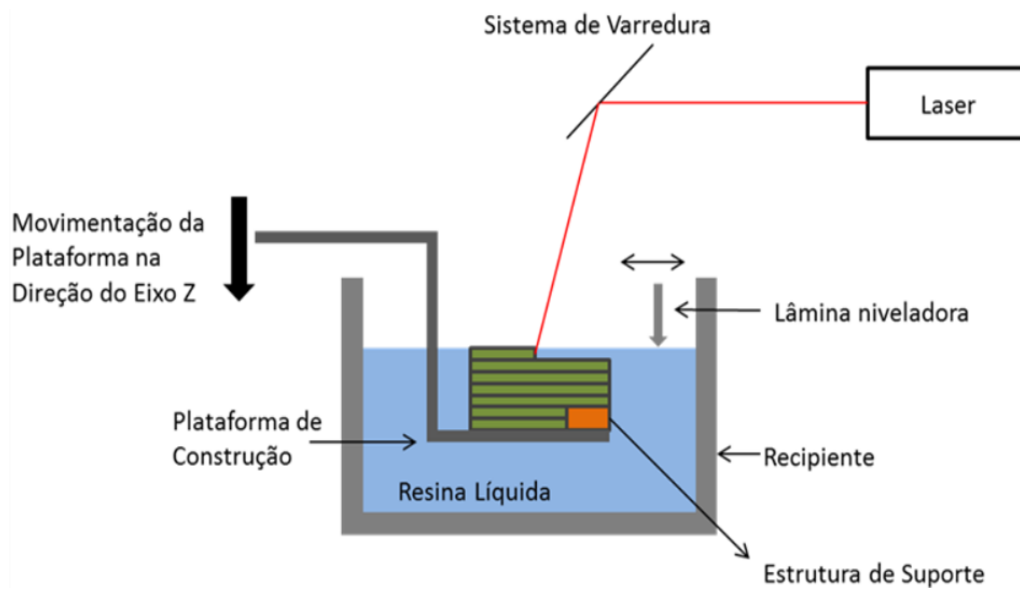 Sistema de Varredura
Laser
Movimentação da
Plataforma na
Direção do Eixo Z
Lâmina niveladora
Plataforma de
Construção
Recipiente
Resina Líquida
Estrutura de Suporte